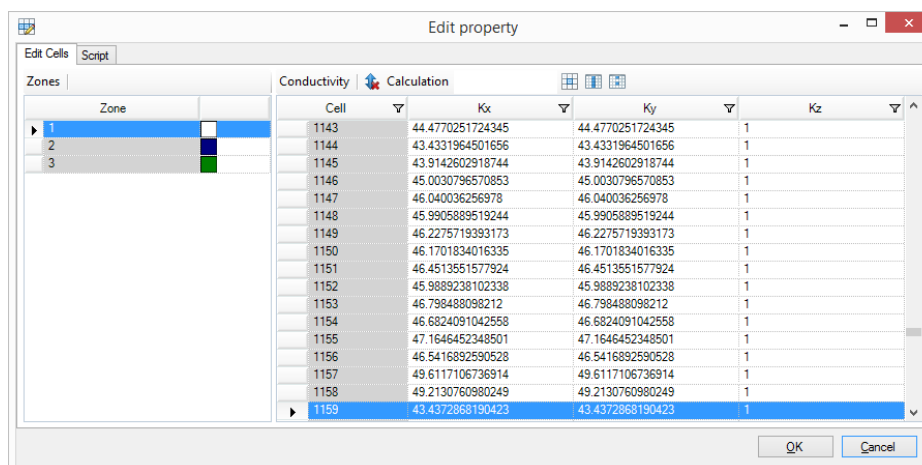 Edit property
Edit Cells Script
Zones Conductivity Calculation
Zone Cell Kx Ky Kz
1 1143 44.4770251724345 44.4770251724345 1
2 1144 43.4331964501656 43.4331964501656 1
3 1145 43.9142602918744 43.9142602918744 1
1146 45.0030796570853 45.0030796570853 1
1147 46.040036256978 46.040036256978 1
1148 45.9905889519244 45.9905889519244 1
1149 46.2275719393173 46.2275719393173 1
1150 46.1701834016335 46.1701834016335 1
1151 46.4513551577924 46.4513551577924 1
1152 45.9889238102338 45.9889238102338 1
1153 46.798488098212 46.798488098212 1
1154 46.6824091042558 46.6824091042558 1
1155 47.1646452348501 47.1646452348501 1
1156 46.5416892590528 46.5416892590528 1
1157 49.6117106736914 49.6117106736914 1
1158 49.2130760980249 49.2130760980249 1
1159 43.4372868190423 43.4372868190423 1
OK Cancel